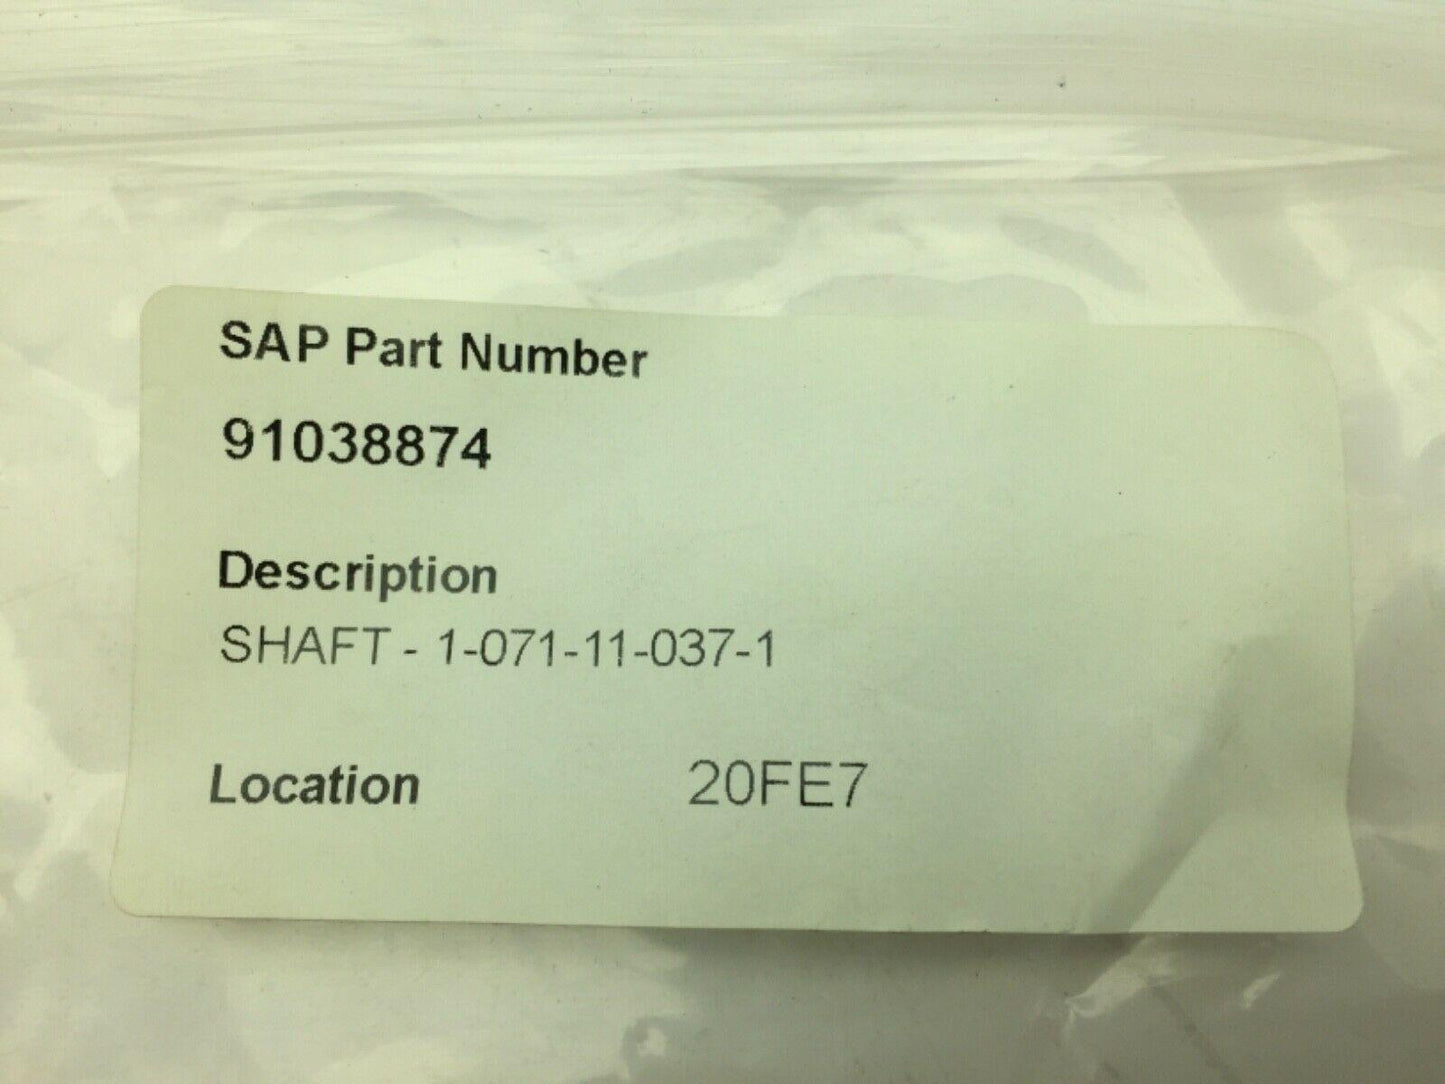 SAP Part Number
91038874
Description
SHAFT - 1-071-11-037-1
Location 20FE7